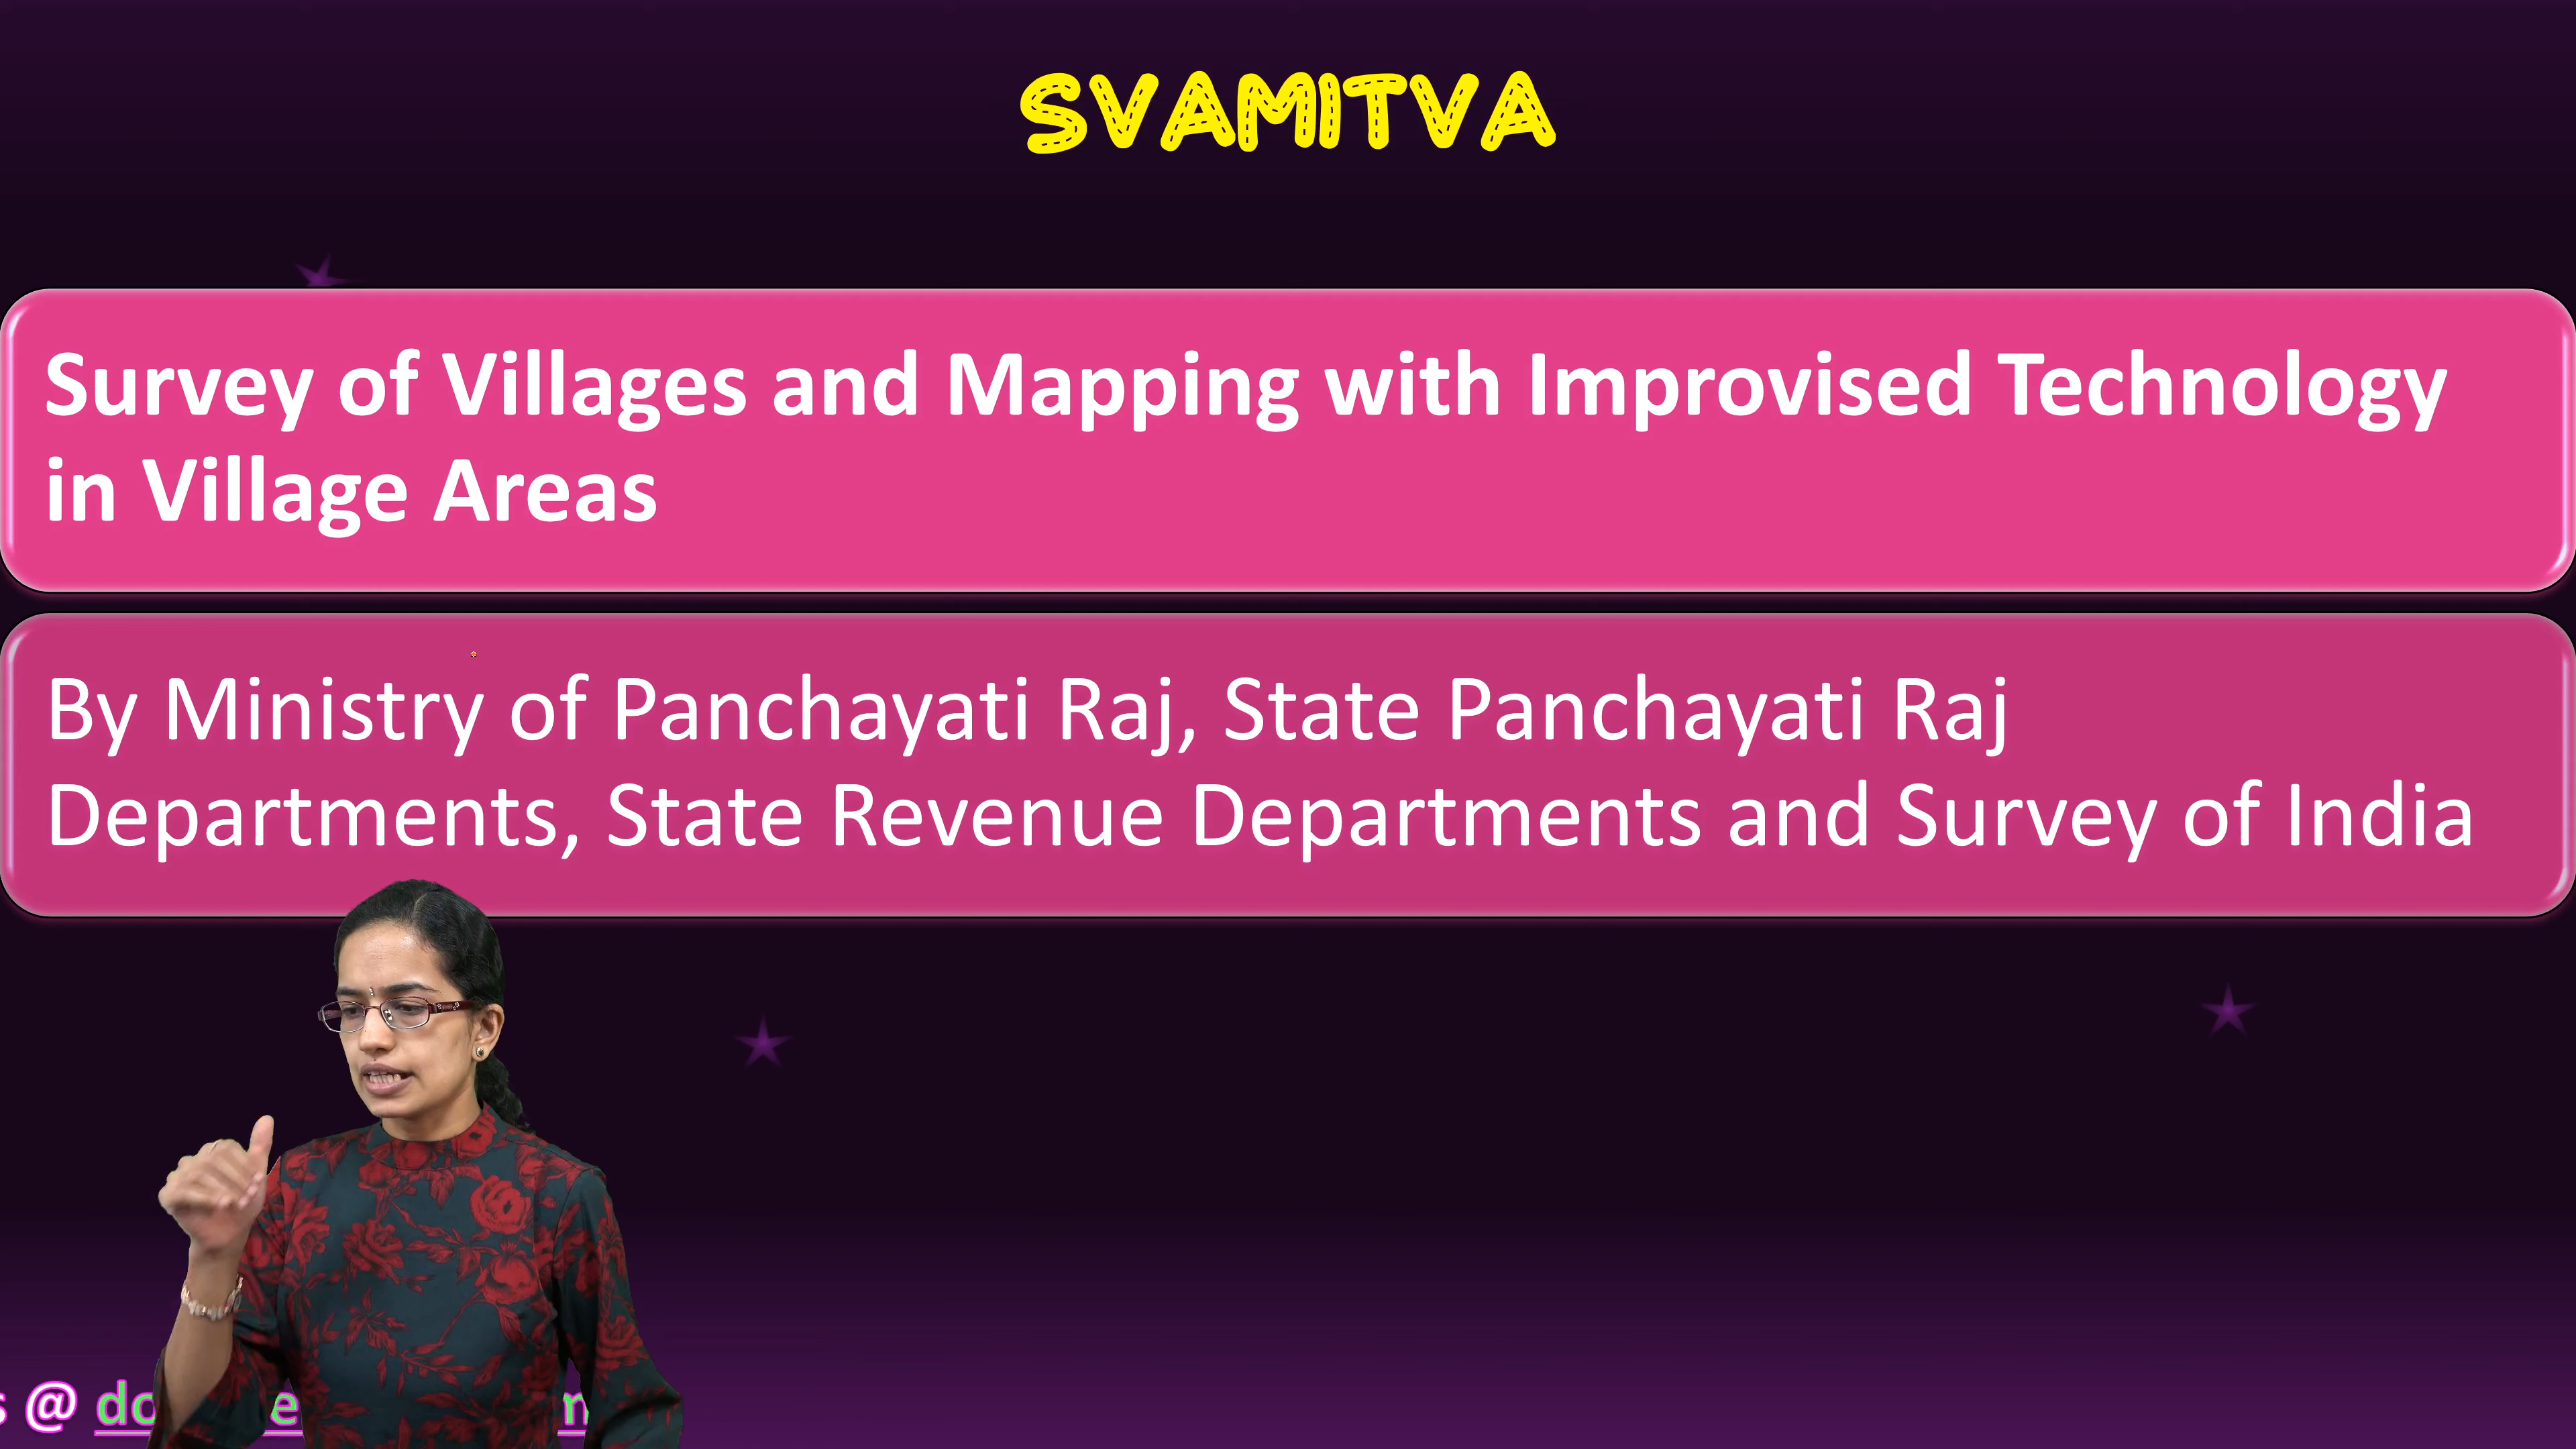 SVAMITVA
Survey of Villages and Mapping with Improvised Technology
in Village Areas
By Ministry of Panchayati Raj, State Panchayati Raj
Departments, State Revenue Departments and Survey of India
@